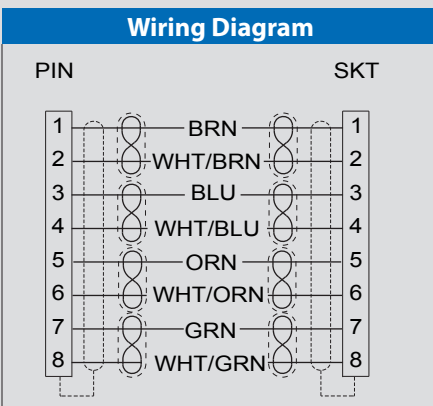 Wiring Diagram
PIN SKT
1 BRN 1
2 WHT/BRN 2
3 BLU 3
4 WHT/BLU 4
5 ORN 5
6 WHT/ORN 6
7 GRN 7
8 WHT/GRN 8